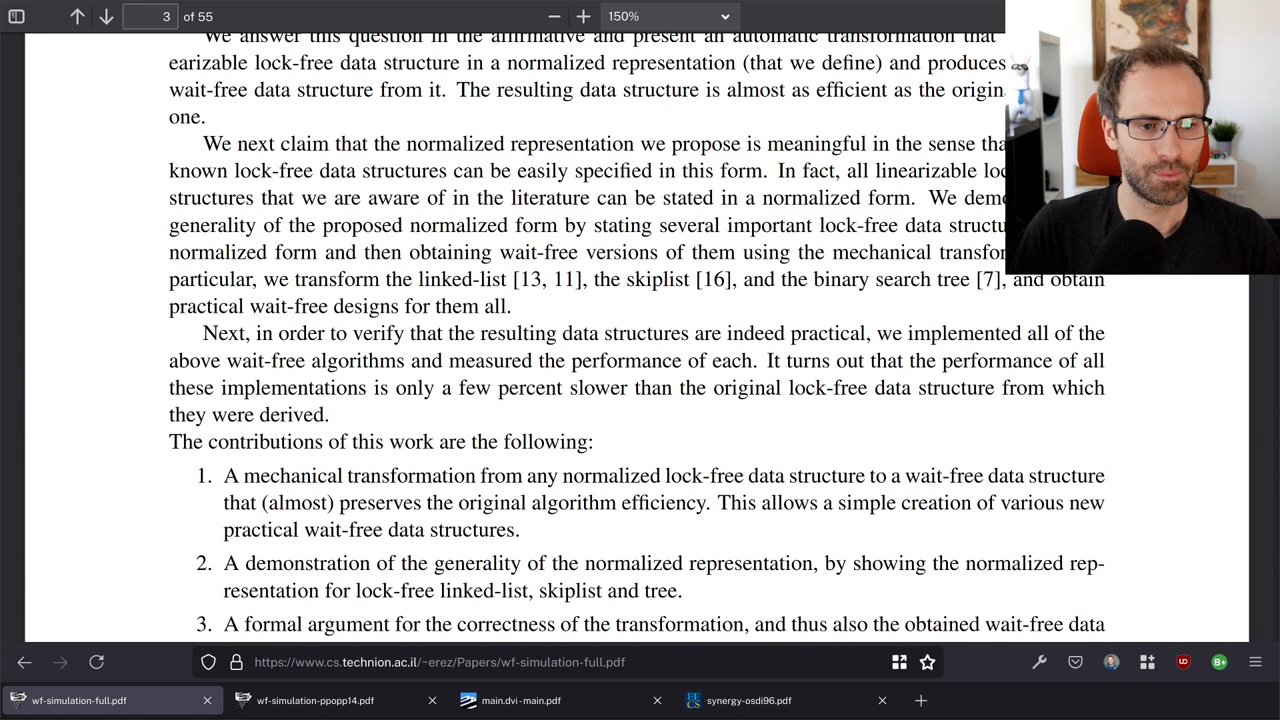 3 of 55
150%
We answer this question in the affirmative and present an automatic transformation that
earizable lock-free data structure in a normalized representation (that we define) and produces
wait-free data structure from it. The resulting data structure is almost as efficient as the
one.
We next claim that the normalized representation we propose is meaningful in the sense
known lock-free data structures can be easily specified in this form. In fact, all linearizable
structures that we are aware of in the literature can be stated in a normalized form. We
generality of the proposed normalized form by stating several important lock-free data
normalized form and then obtaining wait-free versions of them using the mechanical
particular, we transform the linked-list [13, 11], the skiplist [16], and the binary search tree [7], and obtain
practical wait-free designs for them all.
Next, in order to verify that the resulting data structures are indeed practical, we implemented all of the
above wait-free algorithms and measured the performance of each. It turns out that the performance of all
these implementations is only a few percent slower than the original lock-free data structure from which
they were derived.
The contributions of this work are the following:
1. A mechanical transformation from any normalized lock-free data structure to a wait-free data structure
that (almost) preserves the original algorithm efficiency. This allows a simple creation of various new
practical wait-free data structures.
2. A demonstration of the generality of the normalized representation, by showing the normalized rep-
resentation for lock-free linked-list, skiplist and tree.
3. A formal argument for the correctness of the transformation, and thus also the obtained wait-free data
https://www.cs.technion.ac.il/~erez/Papers/wf-simulation-full.pdf
wf-simulation-full.pdf
wf-simulation-ppopp14.pdf
main.dvi - main.pdf
synergy-osdi96.pdf